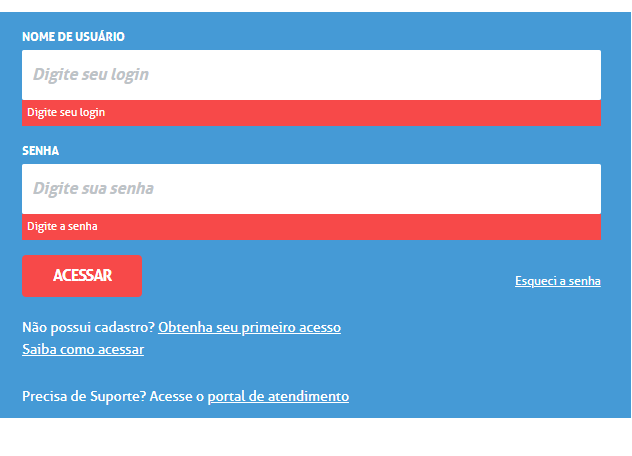 NOME DE USUÁRIO
Digite seu login
Digite seu login
SENHA
Digite sua senha
Digite a senha
ACESSAR
Esqueci a senha
Não possui cadastro? Obtenha seu primeiro acesso
Saiba como acessar
Precisa de Suporte? Acesse o portal de atendimento